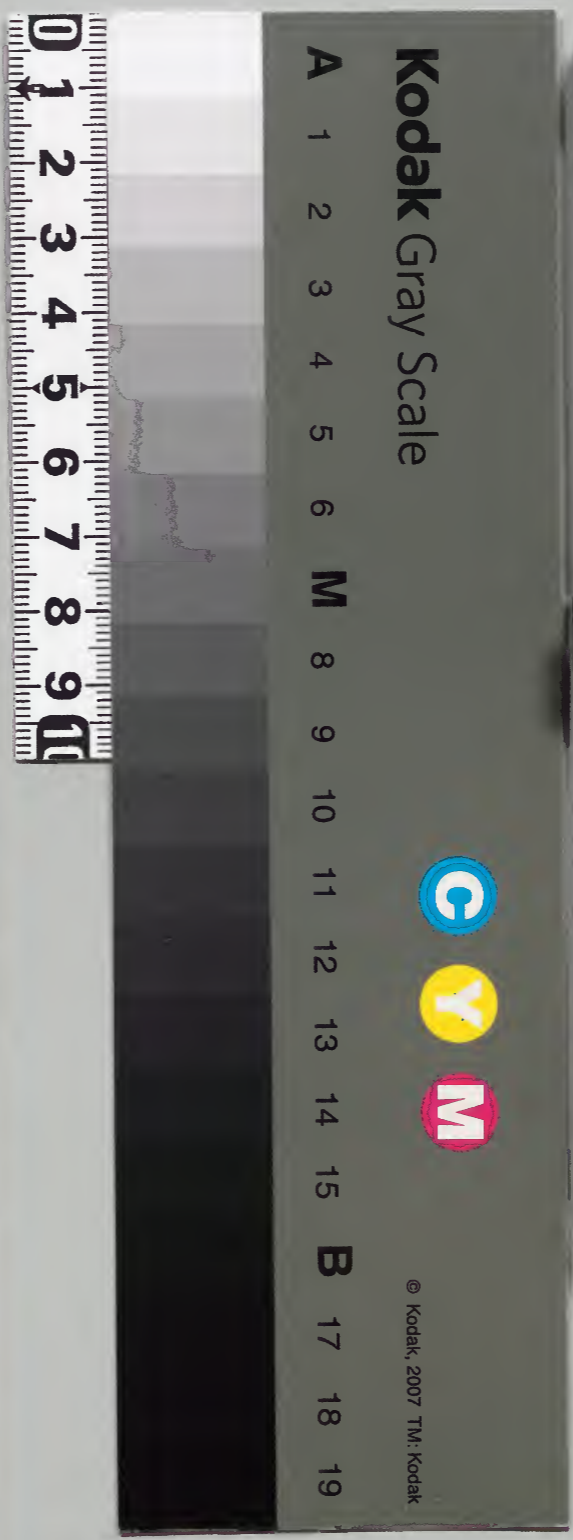 Kodak Gray Scale
C Y M
© Kodak, 2007 TM: Kodak
A 1 2 3 4 5 6 M 8 9 10 11 12 13 14 15 B 17 18 19
0 1 2 3 4 5 6 7 8 9 10